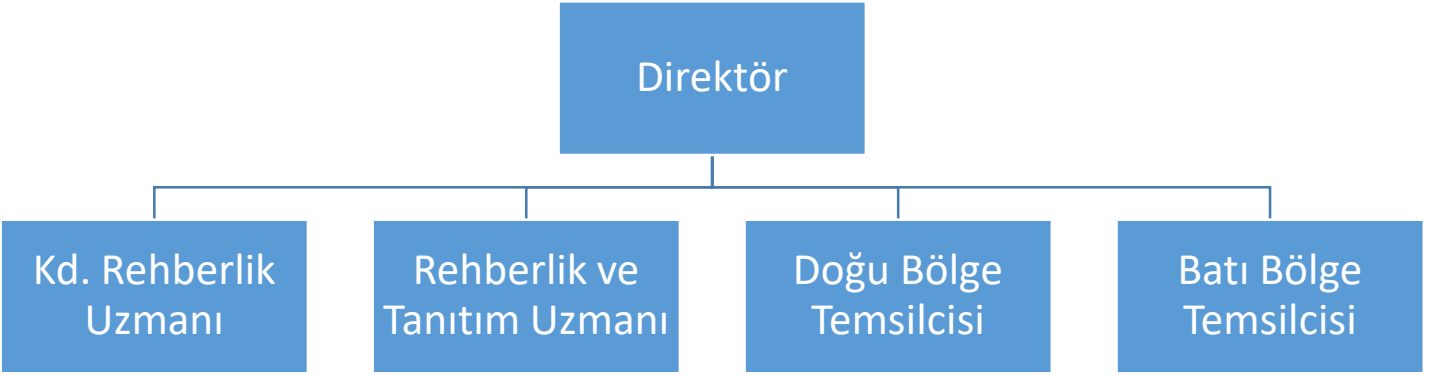 Direktör
Kd. Rehberlik
Uzmanı
Rehberlik ve
Tanıtım Uzmanı
Doğu Bölge
Temsilcisi
Batı Bölge
Temsilcisi